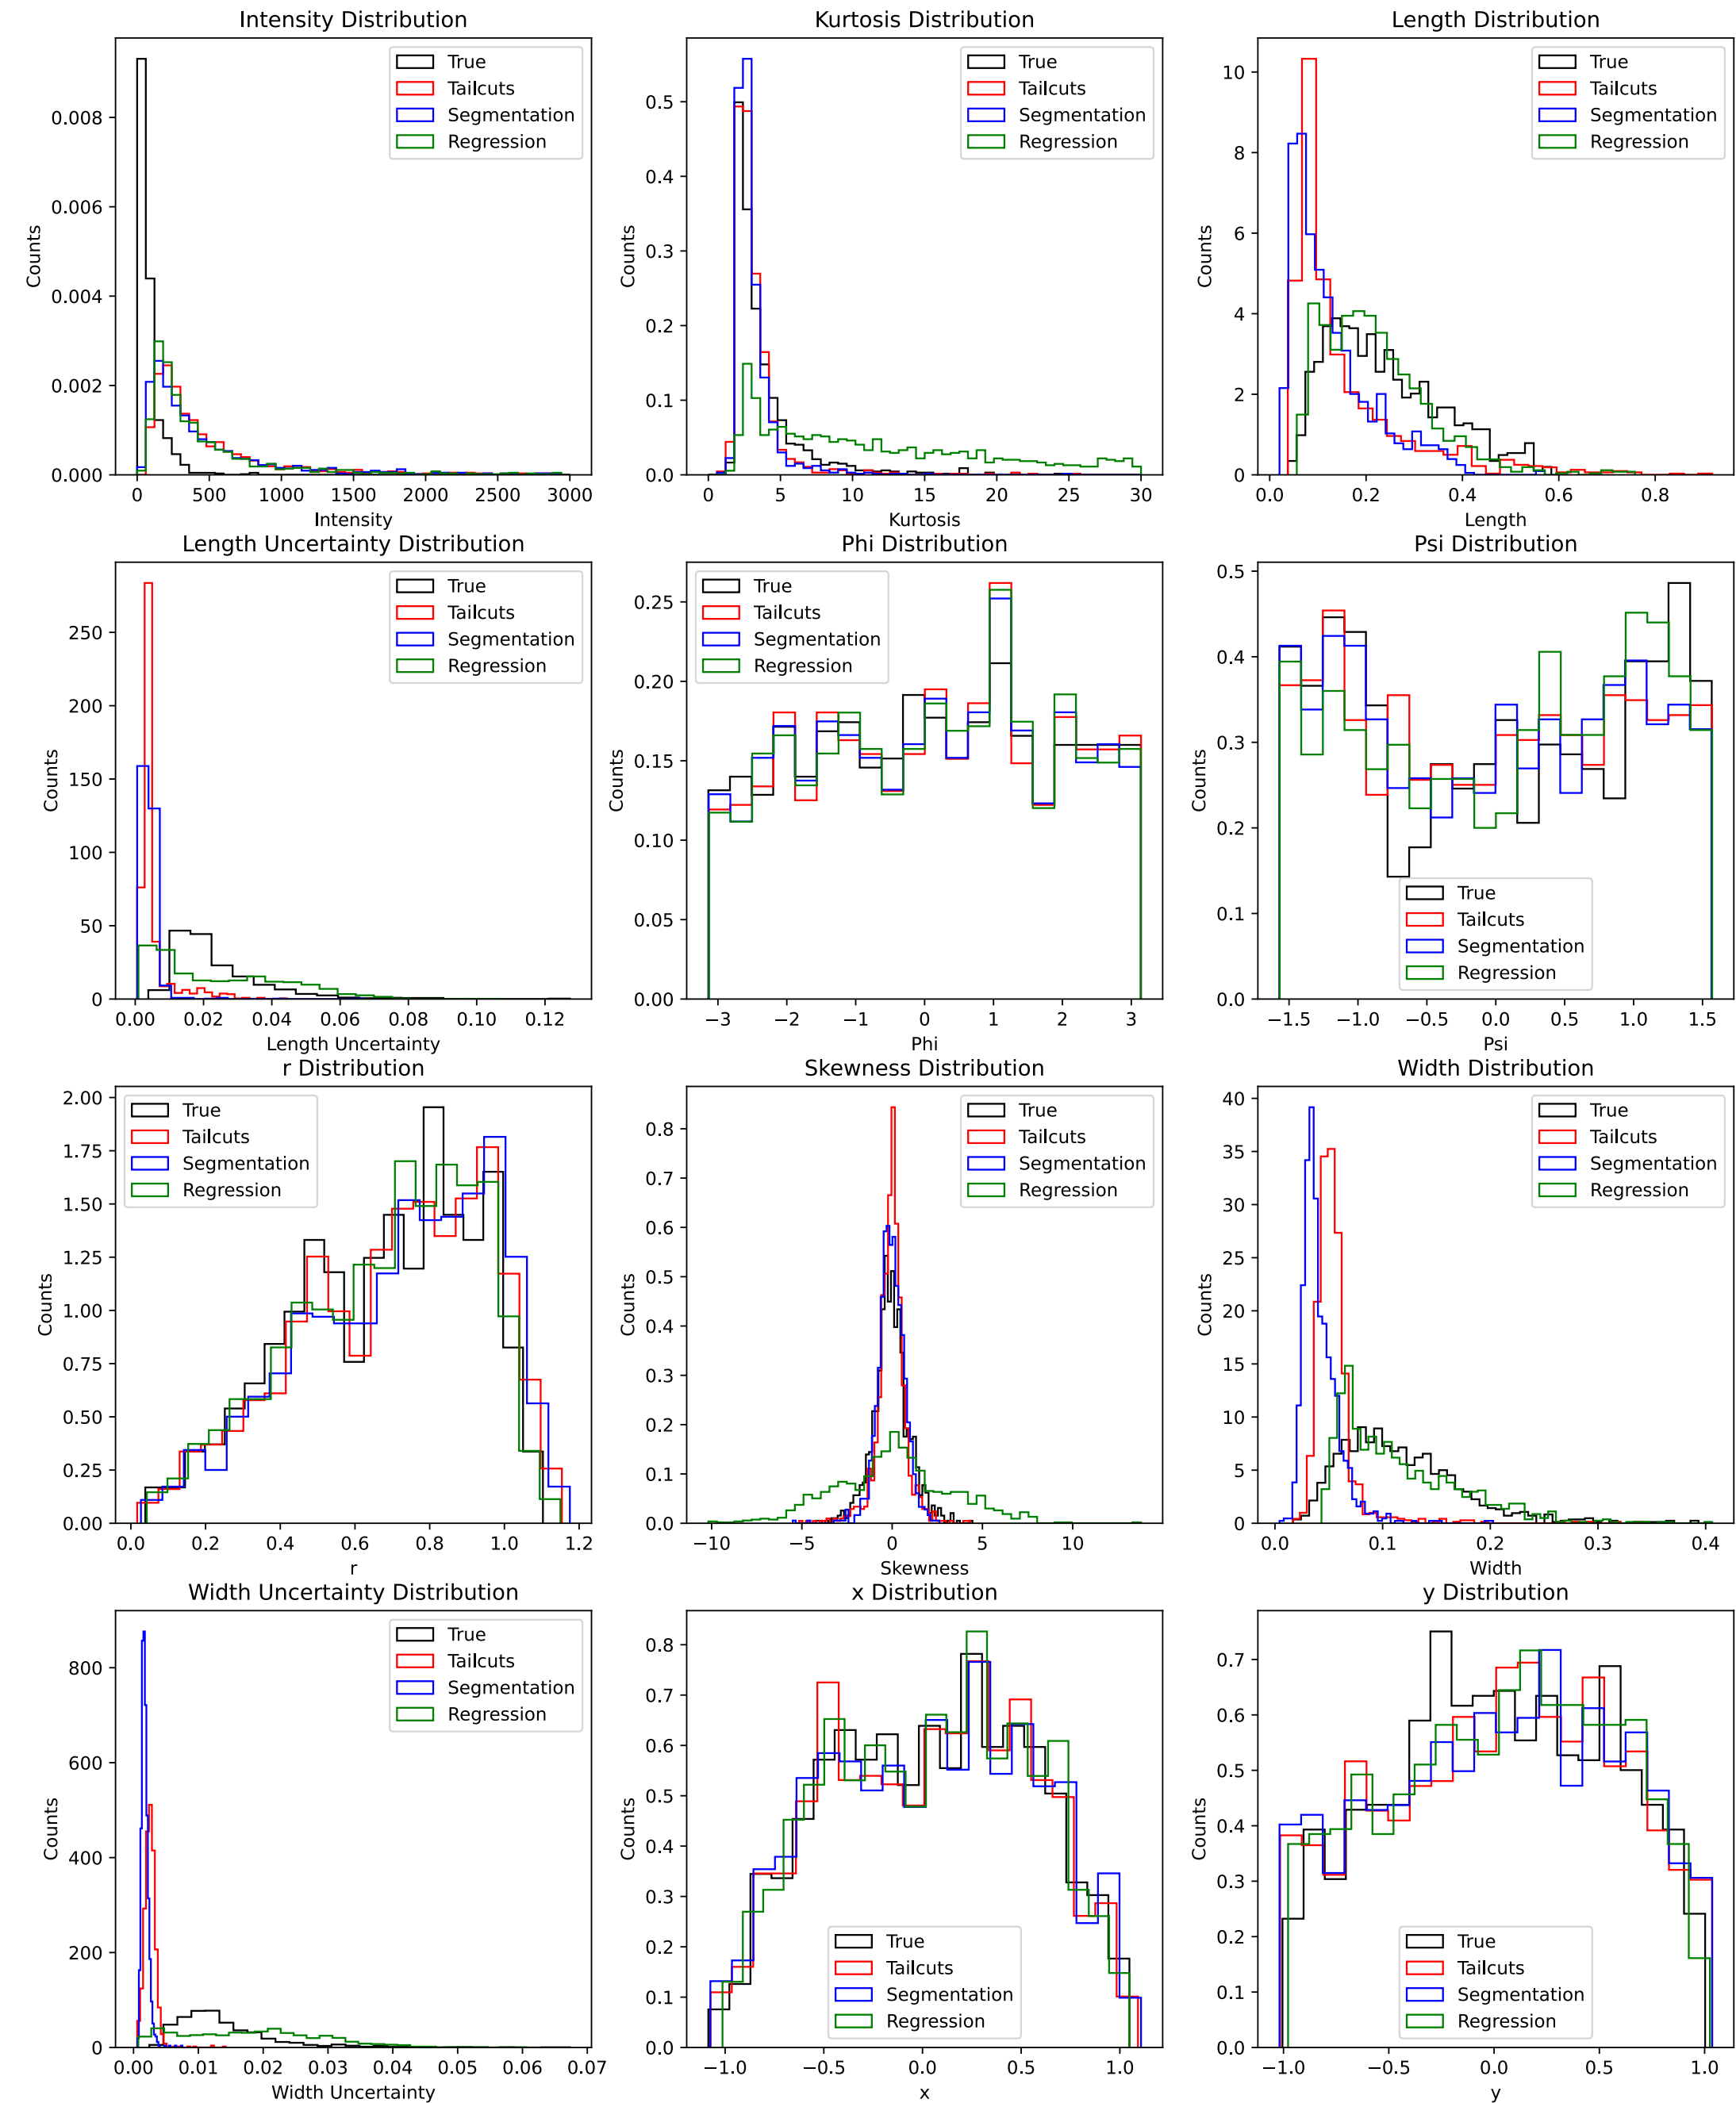 Intensity Distribution
Counts
0.008
0.006
0.004
0.002
0.000
True
Tailcuts
Segmentation
Regression
0 500 1000 1500 2000 2500 3000
Intensity
Kurtosis Distribution
Counts
0.5
0.4
0.3
0.2
0.1
0.0
True
Tailcuts
Segmentation
Regression
0 5 10 15 20 25 30
Kurtosis
Length Distribution
Counts
10
8
6
4
2
0
True
Tailcuts
Segmentation
Regression
0.0 0.2 0.4 0.6 0.8
Length
Length Uncertainty Distribution
Counts
250
200
150
100
50
0
True
Tailcuts
Segmentation
Regression
0.00 0.02 0.04 0.06 0.08 0.10 0.12
Length Uncertainty
Phi Distribution
Counts
0.25
0.20
0.15
0.10
0.05
0.00
True
Tailcuts
Segmentation
Regression
−3 −2 −1 0 1 2 3
Phi
Psi Distribution
Counts
0.5
0.4
0.3
0.2
0.1
0.0
True
Tailcuts
Segmentation
Regression
−1.5 −1.0 −0.5 0.0 0.5 1.0 1.5
Psi
r Distribution
Counts
2.00
1.75
1.50
1.25
1.00
0.75
0.50
0.25
0.00
True
Tailcuts
Segmentation
Regression
0.0 0.2 0.4 0.6 0.8 1.0 1.2
r
Skewness Distribution
Counts
0.8
0.7
0.6
0.5
0.4
0.3
0.2
0.1
0.0
True
Tailcuts
Segmentation
Regression
−10 −5 0 5 10
Skewness
Width Distribution
Counts
40
35
30
25
20
15
10
5
0
True
Tailcuts
Segmentation
Regression
0.0 0.1 0.2 0.3 0.4
Width
Width Uncertainty Distribution
Counts
800
600
400
200
0
True
Tailcuts
Segmentation
Regression
0.00 0.01 0.02 0.03 0.04 0.05 0.06 0.07
Width Uncertainty
x Distribution
Counts
0.8
0.7
0.6
0.5
0.4
0.3
0.2
0.1
0.0
True
Tailcuts
Segmentation
Regression
−1.0 −0.5 0.0 0.5 1.0
x
y Distribution
Counts
0.7
0.6
0.5
0.4
0.3
0.2
0.1
0.0
True
Tailcuts
Segmentation
Regression
−1.0 −0.5 0.0 0.5 1.0
y